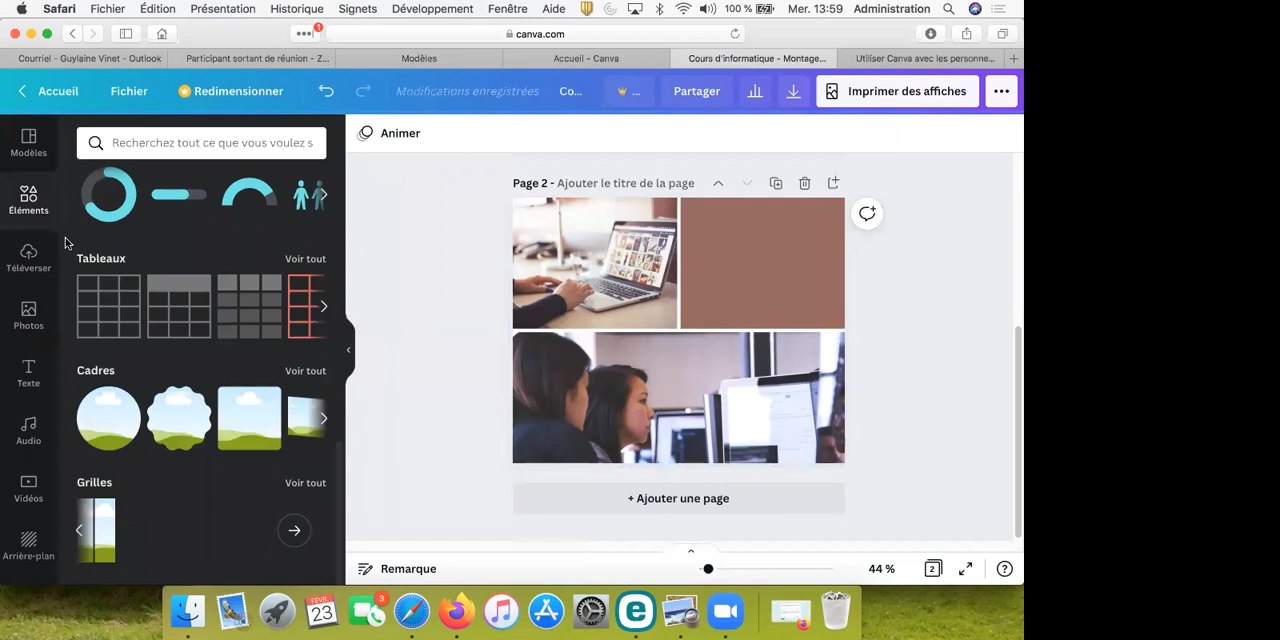 Safari Fichier Édition Présentation Historique Signets Développement Fenêtre Aide 100 % Mer. 13:59 Administration
1
canva.com
Courriel - Guylaine Vinet - Outlook Participant sortant de réunion - Z... Modèles Accueil - Canva Cours d'informatique - Montage... Utiliser Canva avec les personne...
Accueil Fichier Redimensionner Modifications enregistrées Co... ... Partager Imprimer des affiches
Modèles
Recherchez tout ce que vous voulez s
Animer
Éléments
Page 2 - Ajouter le titre de la page
Téléverser
Tableaux Voir tout
Photos
Texte
Cadres Voir tout
Audio
Vidéos
Grilles Voir tout
+ Ajouter une page
Arrière-plan
Remarque 44 % 2 ?
FÉVR.
23
3
e